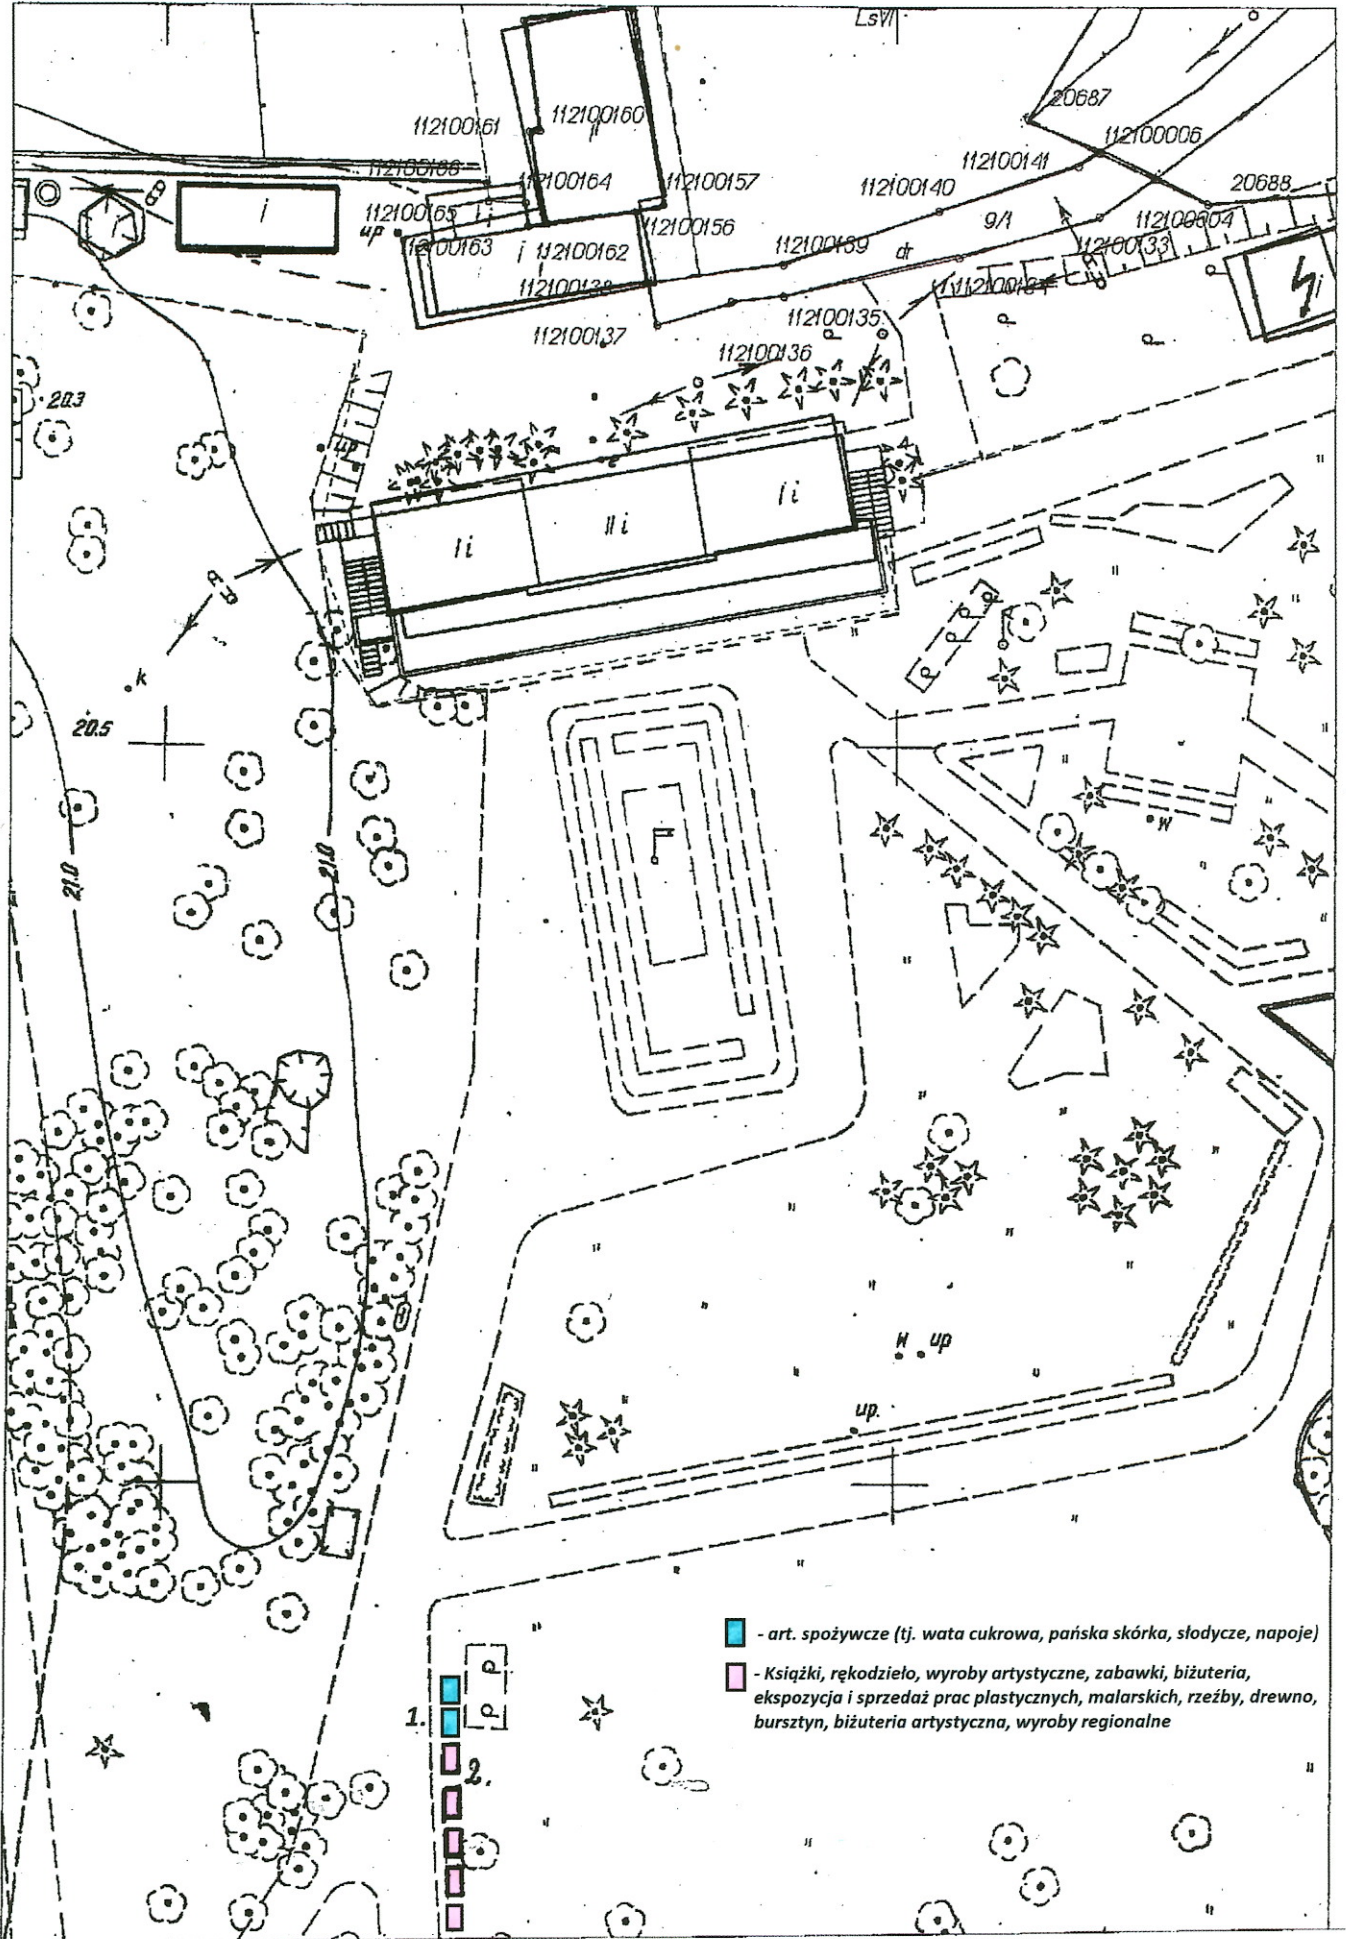 LsVI
20687
112100161
112100160
112100006
112100141
112100166
112100164
112100157
112100140
20688
i
i
112100165
112100156
9/1
112100004
up
112100163
i
112100162
112100139
dr
112100133
112100138
112100134
i
112100137
112100135
112100136
20.3
up
I i
II i
I i
k
20.5
W
21.0
21.0
W
up
up.
- art. spożywcze (tj. wata cukrowa, pańska skórka, słodycze, napoje)
- Książki, rękodzieło, wyroby artystyczne, zabawki, biżuteria,
ekspozycja i sprzedaż prac plastycznych, malarskich, rzeźby, drewno,
bursztyn, biżuteria artystyczna, wyroby regionalne
1.
2.